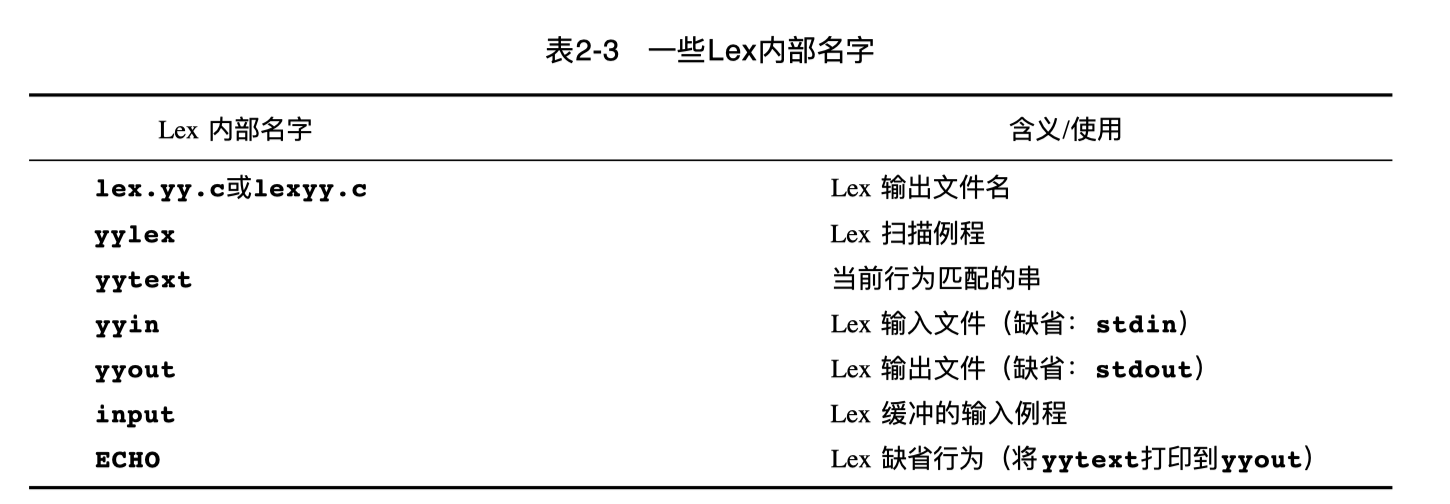 表2-3 一些Lex内部名字
Lex 内部名字 含义/使用
lex.yy.c或lexyy.c Lex 输出文件名
yylex Lex 扫描例程
yytext 当前行为匹配的串
yyin Lex 输入文件（缺省：stdin）
yyout Lex 输出文件（缺省：stdout）
input Lex 缓冲的输入例程
ECHO Lex 缺省行为（将yytext打印到yyout）